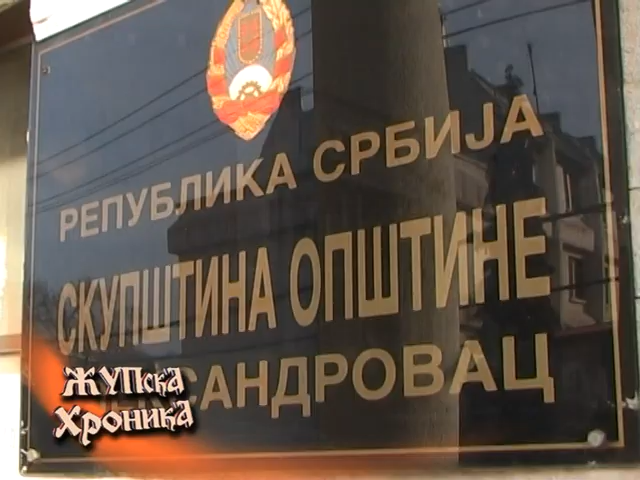 РЕПУБЛИКА СРБИЈА
СКУПШТИНА ОПШТИНЕ
САНДРОВАЦ
ЖУПСКА
ХРОНИКА